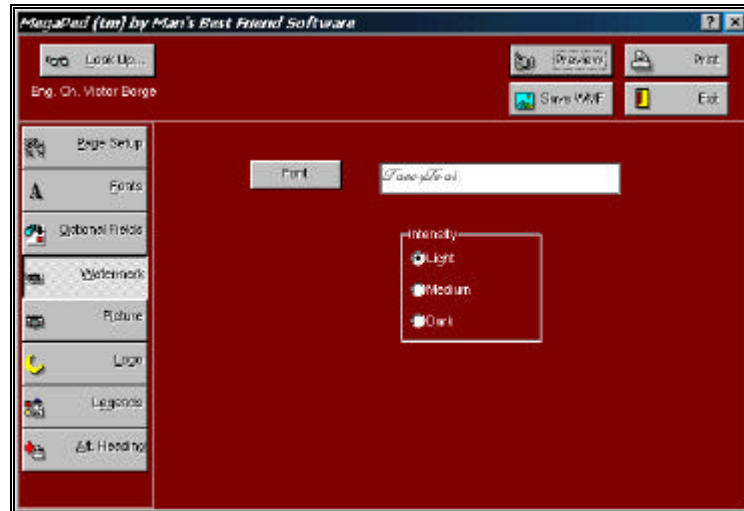 MegaPed (tm) by Man's Best Friend Software
Look Up...
Preview
Print
Eng. Ch. Victor Borge
Save WMF
Exit
Page Setup
Font
Fonts
Optional Fields
Intensity
Light
Watermark
Medium
Picture
Dark
Logo
Legends
Alt. Heading